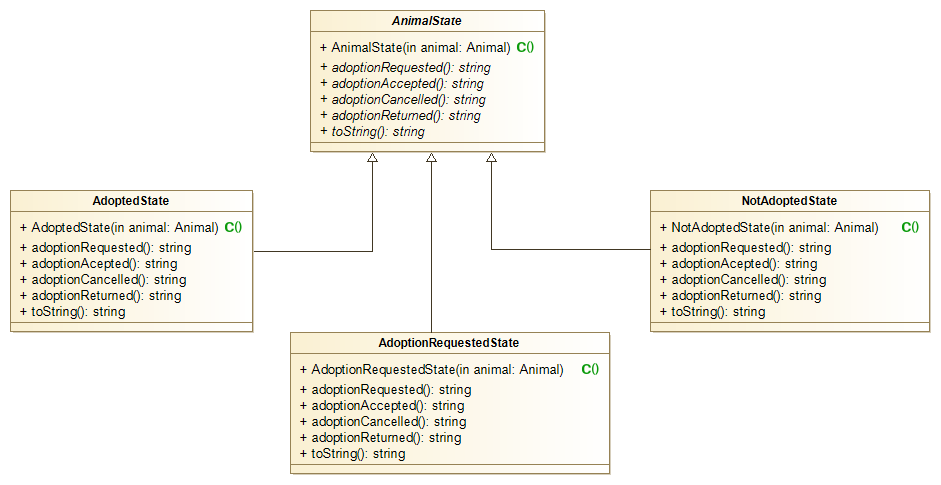 AnimalState
+ AnimalState(in animal: Animal) C()
+ adoptionRequested(): string
+ adoptionAccepted(): string
+ adoptionCancelled(): string
+ adoptionReturned(): string
+ toString(): string
AdoptedState
+ AdoptedState(in animal: Animal) C()
+ adoptionRequested(): string
+ adoptionAcepted(): string
+ adoptionCancelled(): string
+ adoptionReturned(): string
+ toString(): string
NotAdoptedState
+ NotAdoptedState(in animal: Animal) C()
+ adoptionRequested(): string
+ adoptionAcepted(): string
+ adoptionCancelled(): string
+ adoptionReturned(): string
+ toString(): string
AdoptionRequestedState
+ AdoptionRequestedState(in animal: Animal) C()
+ adoptionRequested(): string
+ adoptionAccepted(): string
+ adoptionCancelled(): string
+ adoptionReturned(): string
+ toString(): string